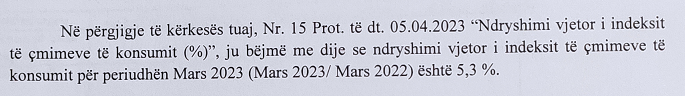 Në përgjigje të kërkesës tuaj, Nr. 15 Prot. të dt. 05.04.2023 “Ndryshimi vjetor i indeksit
të çmimeve të konsumit (%)”, ju bëjmë me dije se ndryshimi vjetor i indeksit të çmimeve të
konsumit për periudhën Mars 2023 (Mars 2023/ Mars 2022) është 5,3 %.